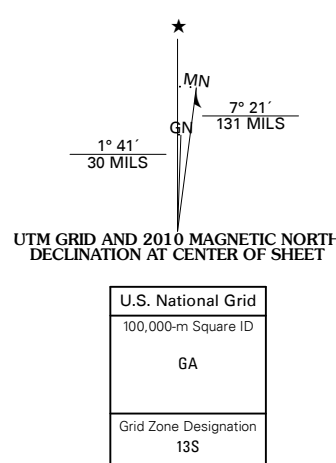 ★
MN
GN
7° 21´
131 MILS
1° 41´
30 MILS
UTM GRID AND 2010 MAGNETIC NORTH
DECLINATION AT CENTER OF SHEET
U.S. National Grid
100,000-m Square ID
GA
Grid Zone Designation
13S